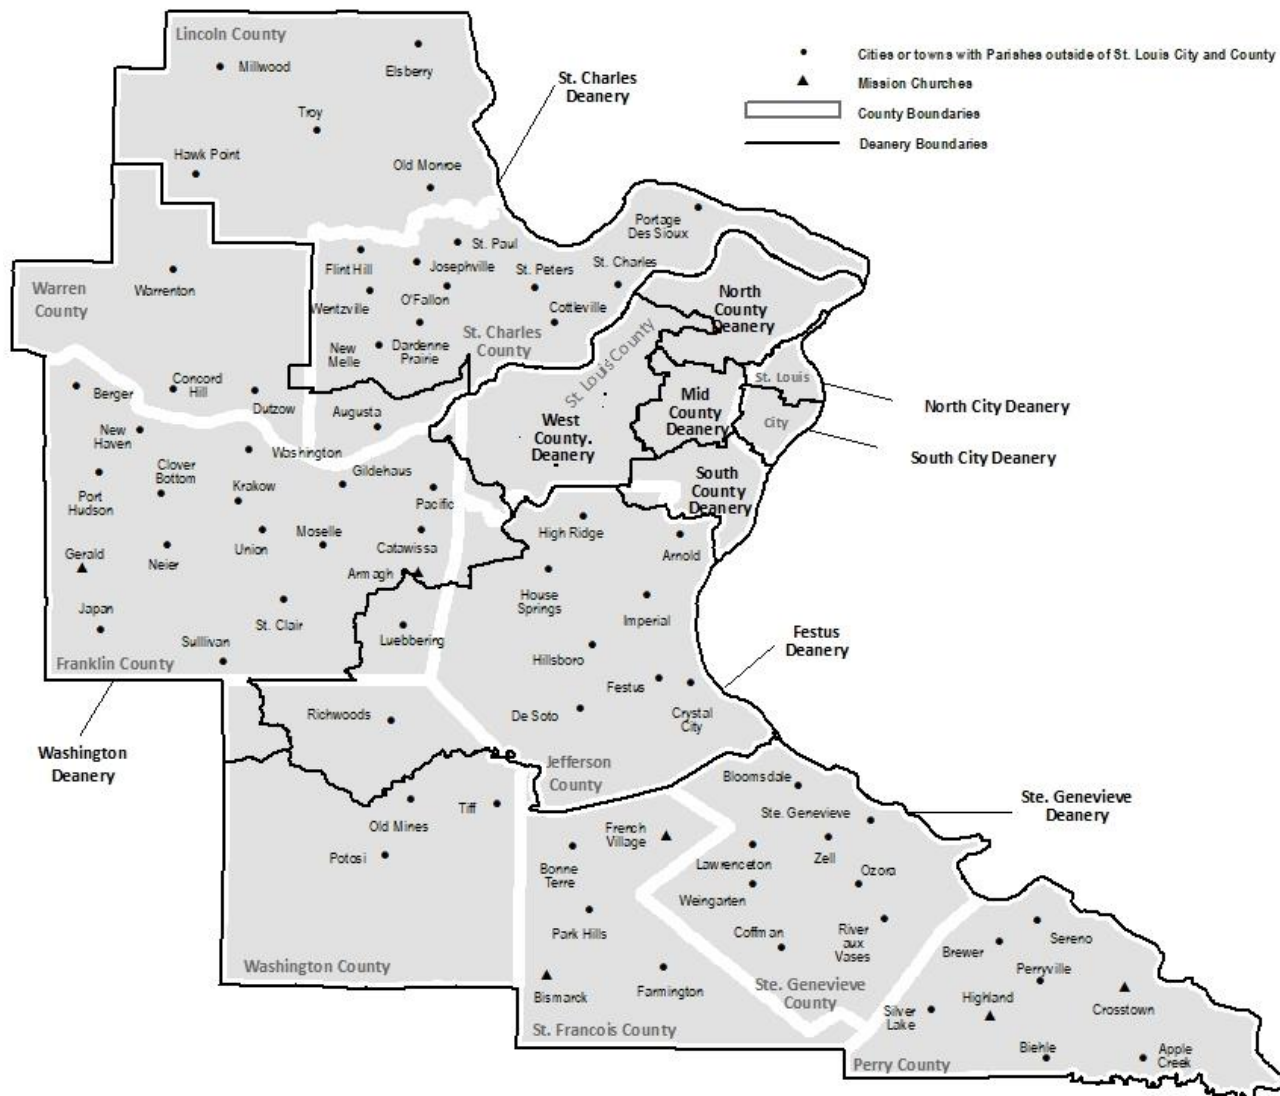 Lincoln County
Millwood
Elsberry
Troy
Hawk Point
Old Monroe
St. Charles
Deanery
Cities or towns with Parishes outside of St. Louis City and County
Mission Churches
County Boundaries
Deanery Boundaries
Portage
Des Sioux
St. Paul
Flint Hill
Josephville
St. Peters
St. Charles
Warren
County
Warrenton
Wentzville
O'Fallon
Cottleville
North
County
Deanery
St. Charles
County
New
Melle
Dardenne
Prairie
St. Louis County
St. Louis
City
Mid
County
Deanery
North City Deanery
South City Deanery
Berger
Concord
Hill
Dutzow
Augusta
West
County.
Deanery
New
Haven
Washington
Clover
Bottom
Gildehaus
Krakow
Pacific
South
County
Deanery
Port
Hudson
Union
Moselle
Catawissa
High Ridge
Arnold
Gerald
Neier
Armagh
House
Springs
Imperial
Japan
St. Clair
Sullivan
Luebbering
Franklin County
Hillsboro
Festus
Deanery
Festus
Crystal
City
De Soto
Richwoods
Washington
Deanery
Jefferson
County
Bloomsdale
Ste. Genevieve
Ste. Genevieve
Deanery
Old Mines
Tiff
Potosi
French
Village
Bonne
Terre
Lawrenceton
Zell
Ozora
Weingarten
Park Hills
Coffman
River
aux
Vases
Washington County
Bismarck
Farmington
Ste. Genevieve
County
St. Francois County
Brewer
Sereno
Perryville
Highland
Crosstown
Silver
Lake
Biehle
Apple
Creek
Perry County